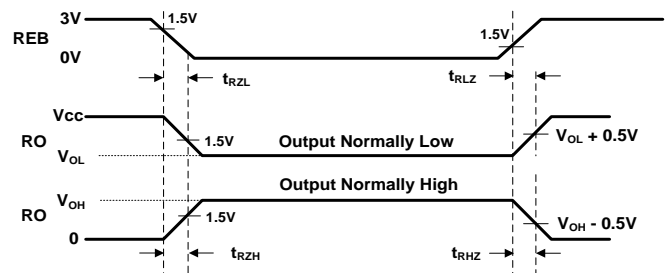 3V
REB
0V
1.5V
1.5V
tRZL
tRLZ
Vcc
RO
VOL
1.5V
Output Normally Low
VOL + 0.5V
Output Normally High
VOH
RO
0
1.5V
VOH - 0.5V
tRZH
tRHZ